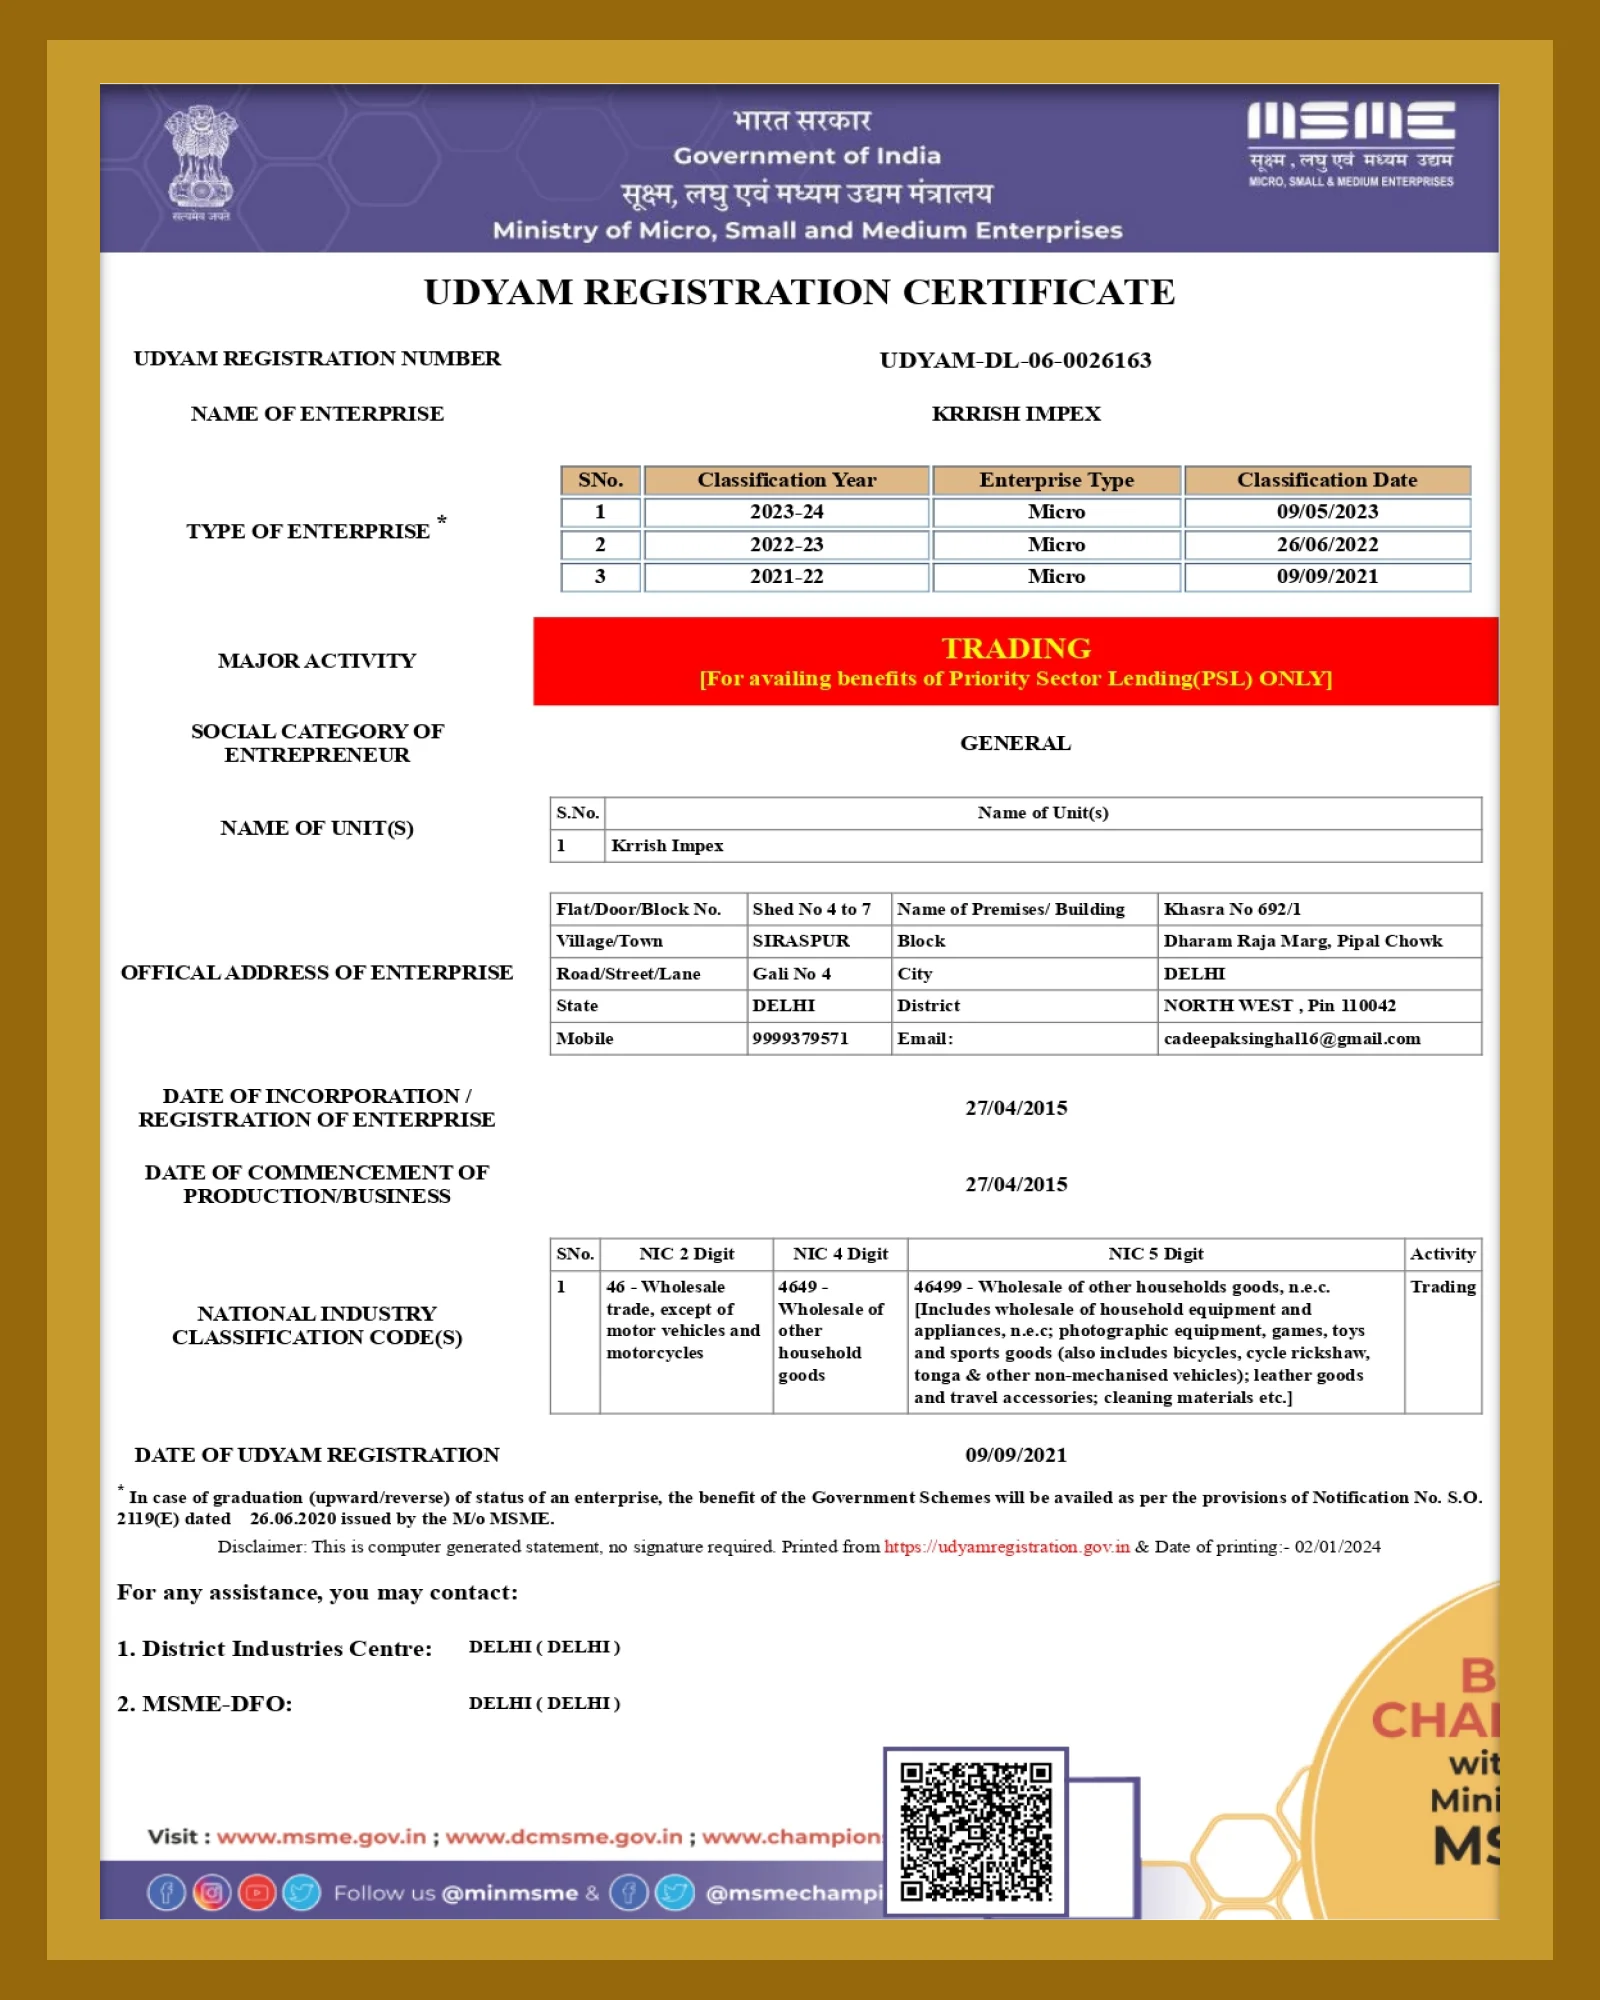 भारत सरकार
Government of India
सूक्ष्म, लघु एवं मध्यम उद्यम मंत्रालय
Ministry of Micro, Small and Medium Enterprises
सत्यमेव जयते
MSME
सूक्ष्म , लघु एवं मध्यम उद्यम
MICRO, SMALL & MEDIUM ENTERPRISES
UDYAM REGISTRATION CERTIFICATE
UDYAM REGISTRATION NUMBER UDYAM-DL-06-0026163
NAME OF ENTERPRISE KRRISH IMPEX
TYPE OF ENTERPRISE *
SNo. Classification Year Enterprise Type Classification Date
1 2023-24 Micro 09/05/2023
2 2022-23 Micro 26/06/2022
3 2021-22 Micro 09/09/2021
MAJOR ACTIVITY
TRADING
[For availing benefits of Priority Sector Lending(PSL) ONLY]
SOCIAL CATEGORY OF
ENTREPRENEUR
GENERAL
NAME OF UNIT(S)
S.No. Name of Unit(s)
1 Krrish Impex
OFFICAL ADDRESS OF ENTERPRISE
Flat/Door/Block No. Shed No 4 to 7 Name of Premises/ Building Khasra No 692/1
Village/Town SIRASPUR Block Dharam Raja Marg, Pipal Chowk
Road/Street/Lane Gali No 4 City DELHI
State DELHI District NORTH WEST , Pin 110042
Mobile 9999379571 Email: cadeepaksinghal16@gmail.com
DATE OF INCORPORATION /
REGISTRATION OF ENTERPRISE
27/04/2015
DATE OF COMMENCEMENT OF
PRODUCTION/BUSINESS
27/04/2015
NATIONAL INDUSTRY
CLASSIFICATION CODE(S)
SNo. NIC 2 Digit NIC 4 Digit NIC 5 Digit Activity
1 46 - Wholesale 4649 - 46499 - Wholesale of other households goods, n.e.c. Trading
trade, except of Wholesale of [Includes wholesale of household equipment and
motor vehicles and other appliances, n.e.c; photographic equipment, games, toys
motorcycles household and sports goods (also includes bicycles, cycle rickshaw,
goods tonga & other non-mechanised vehicles); leather goods
and travel accessories; cleaning materials etc.]
DATE OF UDYAM REGISTRATION 09/09/2021
* In case of graduation (upward/reverse) of status of an enterprise, the benefit of the Government Schemes will be availed as per the provisions of Notification No. S.O.
2119(E) dated 26.06.2020 issued by the M/o MSME.
Disclaimer: This is computer generated statement, no signature required. Printed from https://udyamregistration.gov.in & Date of printing:- 02/01/2024
For any assistance, you may contact:
1. District Industries Centre: DELHI ( DELHI )
2. MSME-DFO: DELHI ( DELHI )
B
CHA
wit
Mini
MS
Visit : www.msme.gov.in ; www.dcmsme.gov.in ; www.champion
Follow us @minmsme & @msmechampi